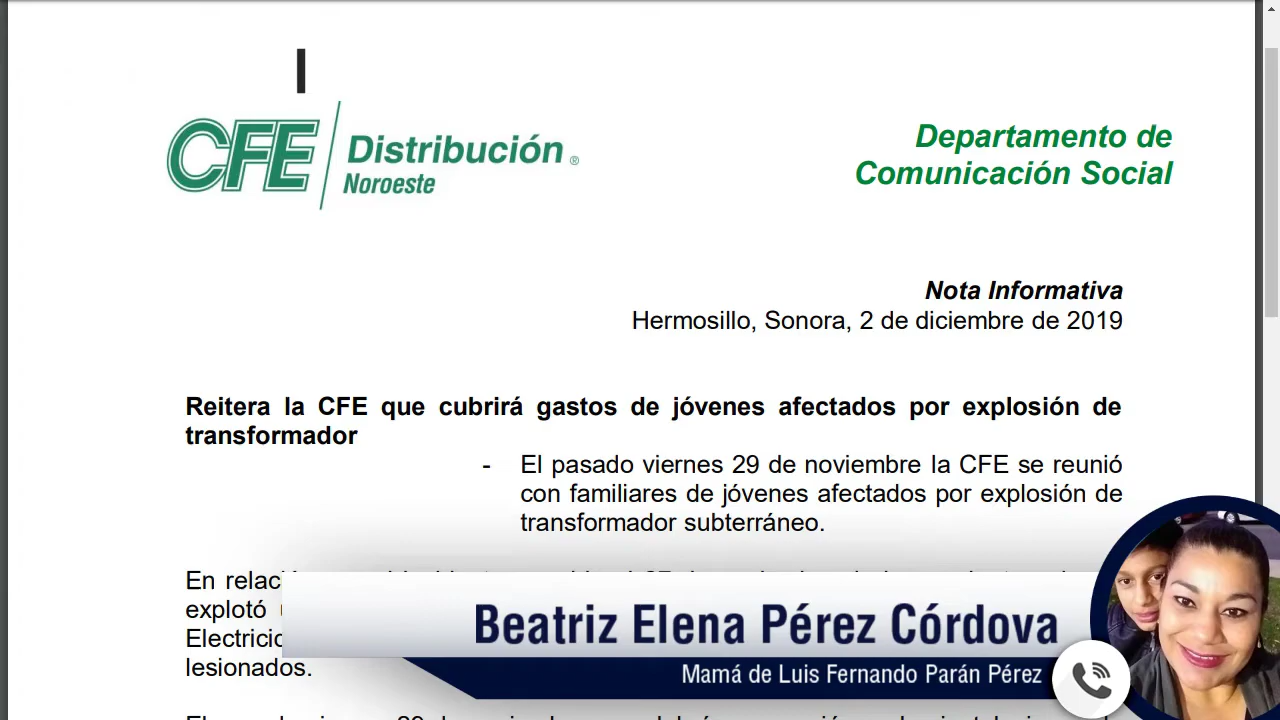 CFE Distribución ®
Noroeste
Departamento de
Comunicación Social
Nota Informativa
Hermosillo, Sonora, 2 de diciembre de 2019
Reitera la CFE que cubrirá gastos de jóvenes afectados por explosión de
transformador
- El pasado viernes 29 de noviembre la CFE se reunió
con familiares de jóvenes afectados por explosión de
transformador subterráneo.
En
explotó
lesionados.
Beatriz Elena Pérez Córdova
Mamá de Luis Fernando Parán Pérez